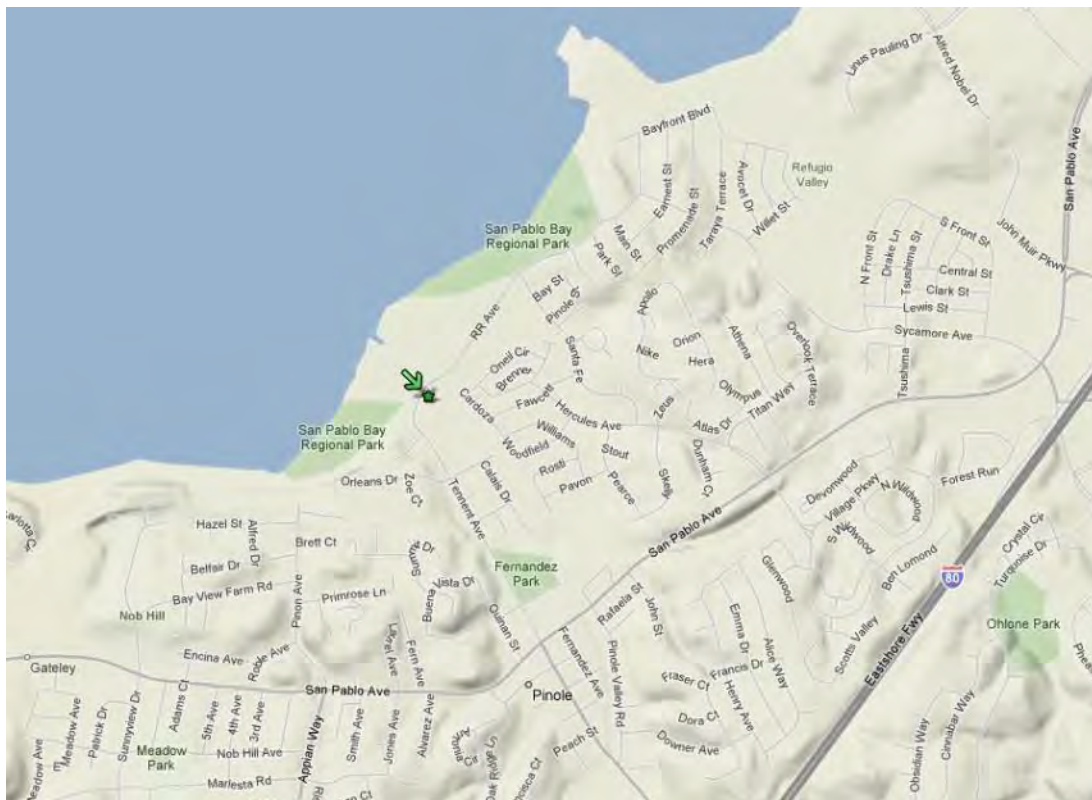 Linus Pauling Dr
Alfred Nobel Dr
San Pablo Ave
Bayfront Blvd
Refugio
Valley
Earnest St
Promenade St
Taraya Terrace
Avocet Dr
Willet St
Main St
Park St
San Pablo Bay
Regional Park
N Front St
Drake Ln
Tsushima St
S Front St
John Muir Pkwy
Central St
Clark St
Lewis St
Sycamore Ave
Tsushima
Bay St
Pinole St
RR Ave
Apollo
Nike
Orion
Hera
Athena
Olympus
Overlook Terrace
Titan Way
Santa Fe
Oneil Cir
Brenner
Fawcett
Cardoza
Hercules Ave
Zeus
Atlas Dr
San Pablo Bay
Regional Park
Williams
Woodfield
Stout
Rosti
Pavon
Pearce
Skelly
Dunham Ct
Orleans Dr
Zoe Ct
Calais Dr
Tennent Ave
San Pablo Ave
Devonwood
Village Pkwy
N Wildwood
S Wildwood
Forest Run
Ben Lomond
Crystal Cir
Turquoise Dr
80
Carlotta Cir
Hazel St
Alfred Dr
Brett Ct
Belfair Dr
Bay View Farm Rd
Pinon Ave
Primrose Ln
Buena Vista Dr
Fernandez
Park
Nob Hill
Glenwood
Rafaela St
John St
Emma Dr
Alice Way
Scotts Valley
Eastshore Fwy
Ohlone Park
Quinan St
Fernandez Ave
Pinole Valley Rd
Francis Dr
Fraser Ct
Henry Ave
Dora Ct
Downer Ave
Gateley
Encina Ave
Roble Ave
Laurel Ave
Fern Ave
San Pablo Ave
Pinole
Meadow Ave
Meadow Ave
Patrick Dr
Sunnyview Dr
Adams Ct
5th Ave
4th Ave
3rd Ave
Appian Way
Smith Ave
Jones Ave
Alvarez Ave
Peach St
Meadow
Park
Nob Hill Ave
Marlesta Rd
Obsidian Way
Cinnabar Way